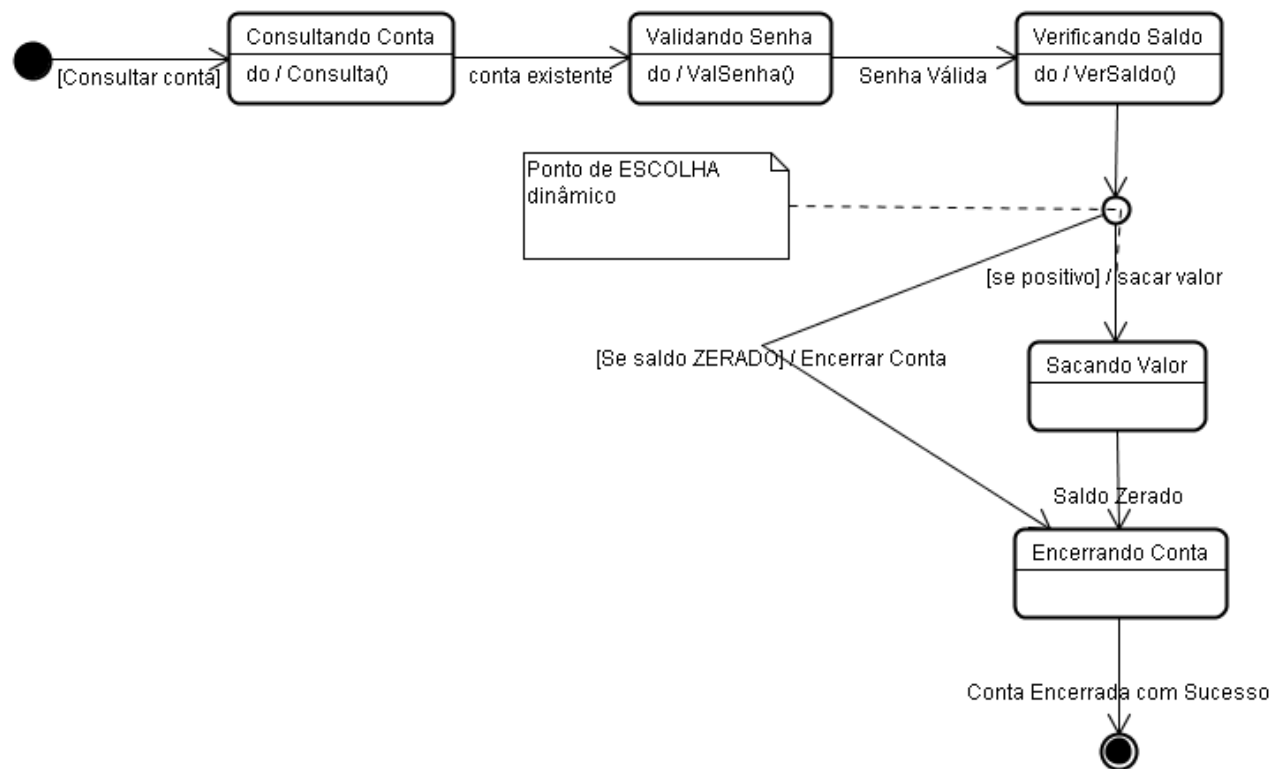 Consultando Conta
do / Consulta()
Validando Senha
do / ValSenha()
Verificando Saldo
do / VerSaldo()
[Consultar conta]
conta existente
Senha Válida
Ponto de ESCOLHA
dinâmico
[se positivo] / sacar valor
[Se saldo ZERADO] / Encerrar Conta
Sacando Valor
Saldo Zerado
Encerrando Conta
Conta Encerrada com Sucesso